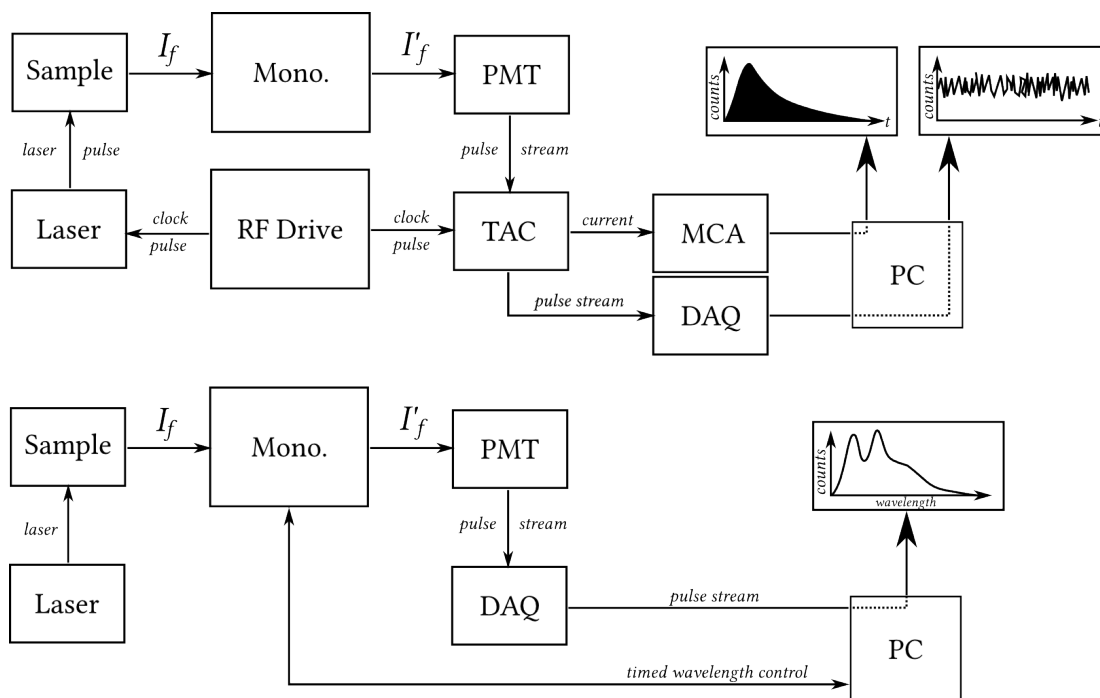 Sample
I_f
Mono.
I'_f
PMT
laser pulse
pulse stream
counts
t
counts
t
Laser
clock
pulse
RF Drive
clock
pulse
TAC
current
MCA
PC
pulse stream
DAQ
Sample
I_f
Mono.
I'_f
PMT
counts
wavelength
laser
pulse stream
Laser
DAQ
pulse stream
PC
timed wavelength control